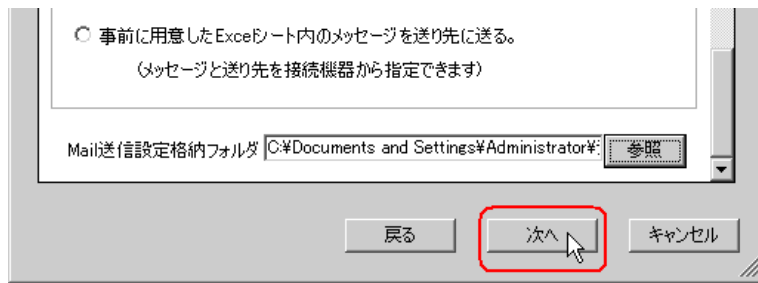 事前に用意したExcelシート内のメッセージを送り先に送る。
（メッセージと送り先を接続機器から指定できます）
Mail送信設定格納フォルダ C:¥Documents and Settings¥Administrator¥ 参照
戻る 次へ キャンセル